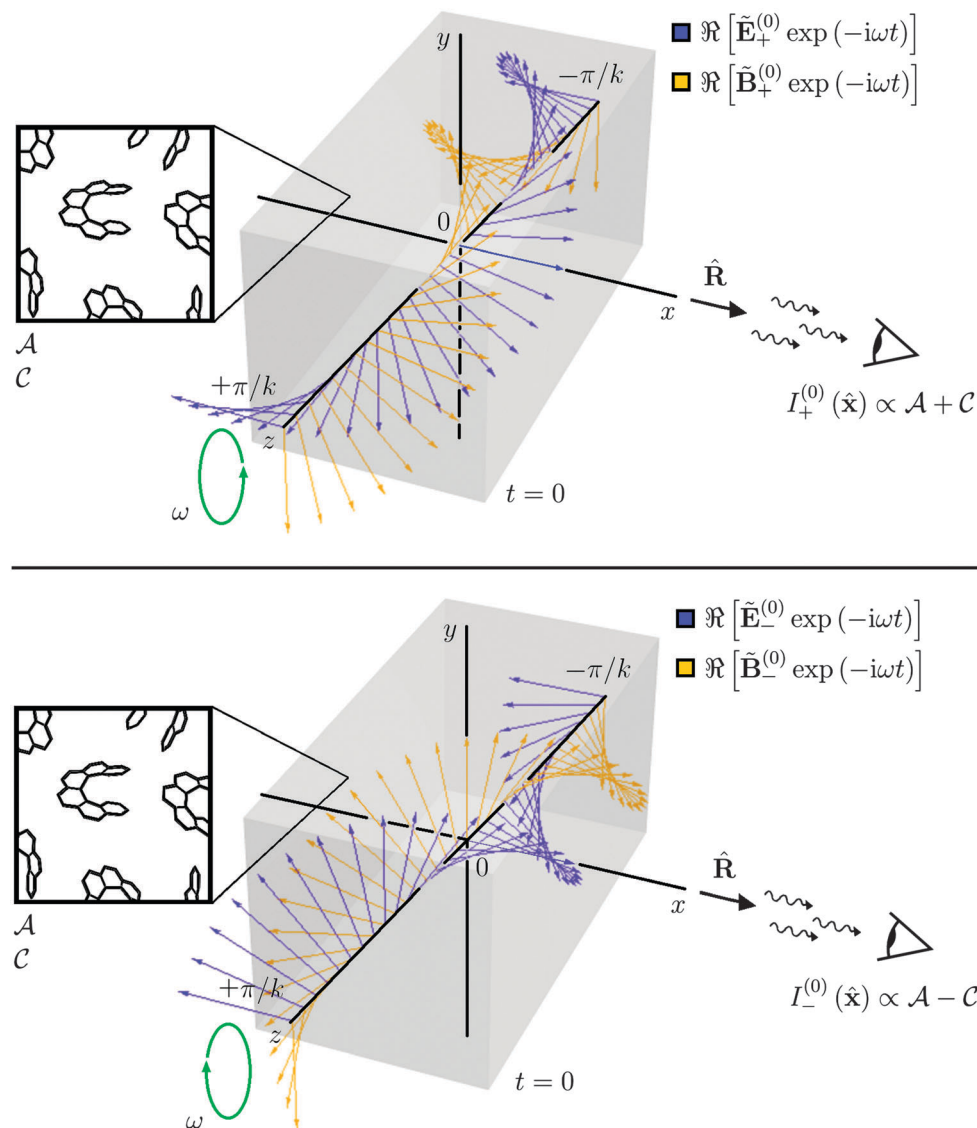 y
−π/k
ℜ [Ẽ₊⁽⁰⁾ exp (−iωt)]
ℜ [B̃₊⁽⁰⁾ exp (−iωt)]
0
R̂
x
𝒜
𝒞
+π/k
z
ω
t = 0
I₊⁽⁰⁾ (x̂) ∝ 𝒜 + 𝒞
y
−π/k
ℜ [Ẽ₋⁽⁰⁾ exp (−iωt)]
ℜ [B̃₋⁽⁰⁾ exp (−iωt)]
0
R̂
x
𝒜
𝒞
+π/k
z
ω
t = 0
I₋⁽⁰⁾ (x̂) ∝ 𝒜 − 𝒞